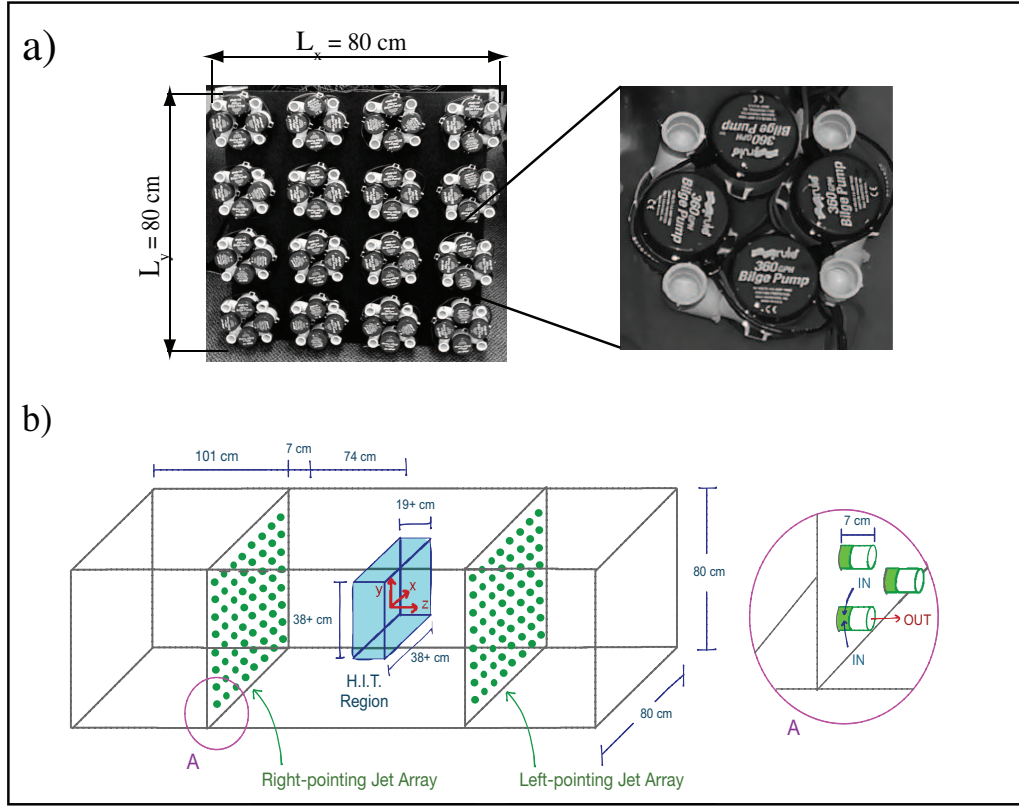 a)
Lx = 80 cm
Ly = 80 cm
360 GPH
Bilge Pump
360 GPH
Bilge Pump
360 GPH
Bilge Pump
360 GPH
Bilge Pump
b)
101 cm
7 cm
74 cm
19+ cm
7 cm
80 cm
IN
y
x
z
38+ cm
OUT
38+ cm
IN
H.I.T.
Region
80 cm
A
A
Right-pointing Jet Array
Left-pointing Jet Array